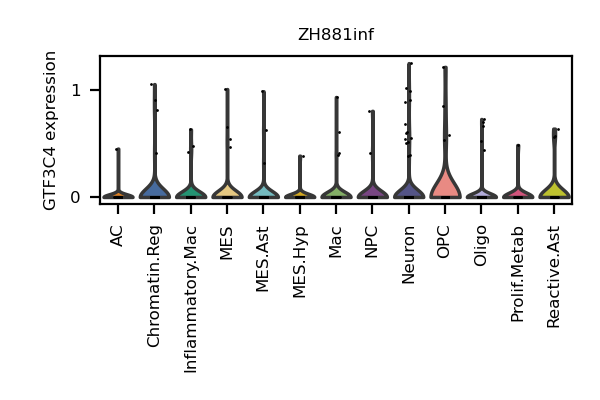 ZH881inf
GTF3C4 expression
1
0
AC
Chromatin.Reg
Inflammatory.Mac
MES
MES.Ast
MES.Hyp
Mac
NPC
Neuron
OPC
Oligo
Prolif.Metab
Reactive.Ast